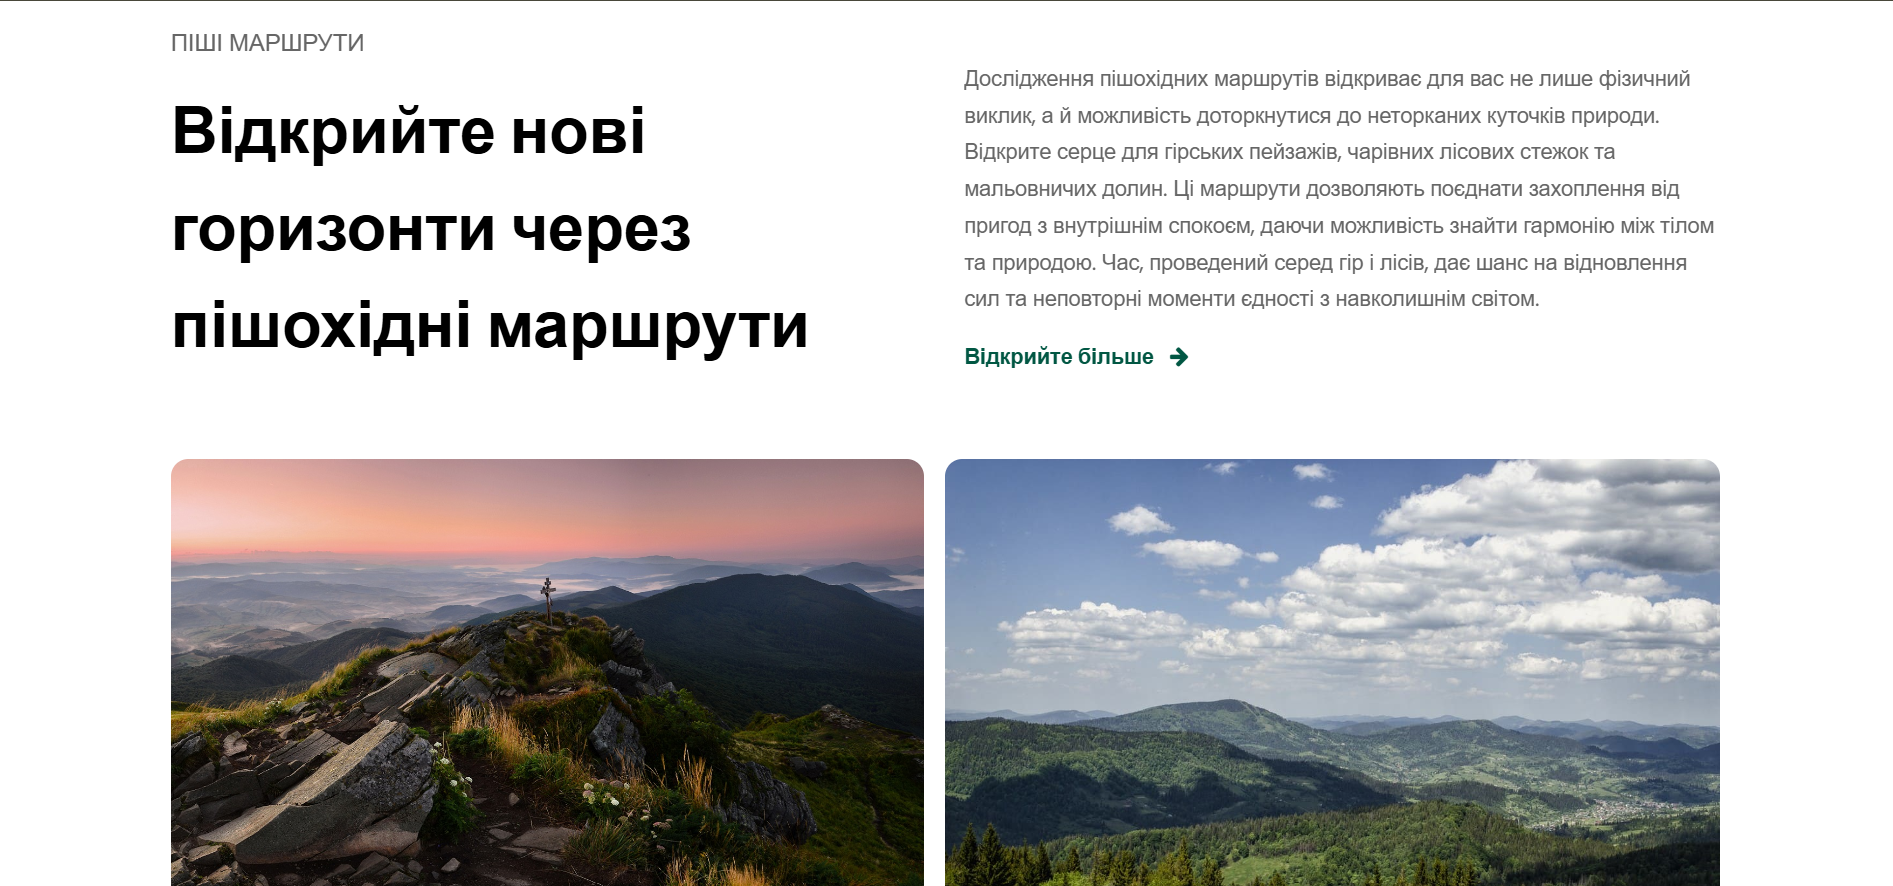 ПІШІ МАРШРУТИ
Відкрийте нові
горизонти через
пішохідні маршрути
Дослідження пішохідних маршрутів відкриває для вас не лише фізичний
виклик, а й можливість доторкнутися до неторканих куточків природи.
Відкрите серце для гірських пейзажів, чарівних лісових стежок та
мальовничих долин. Ці маршрути дозволяють поєднати захоплення від
пригод з внутрішнім спокоєм, даючи можливість знайти гармонію між тілом
та природою. Час, проведений серед гір і лісів, дає шанс на відновлення
сил та неповторні моменти єдності з навколишнім світом.
Відкрийте більше